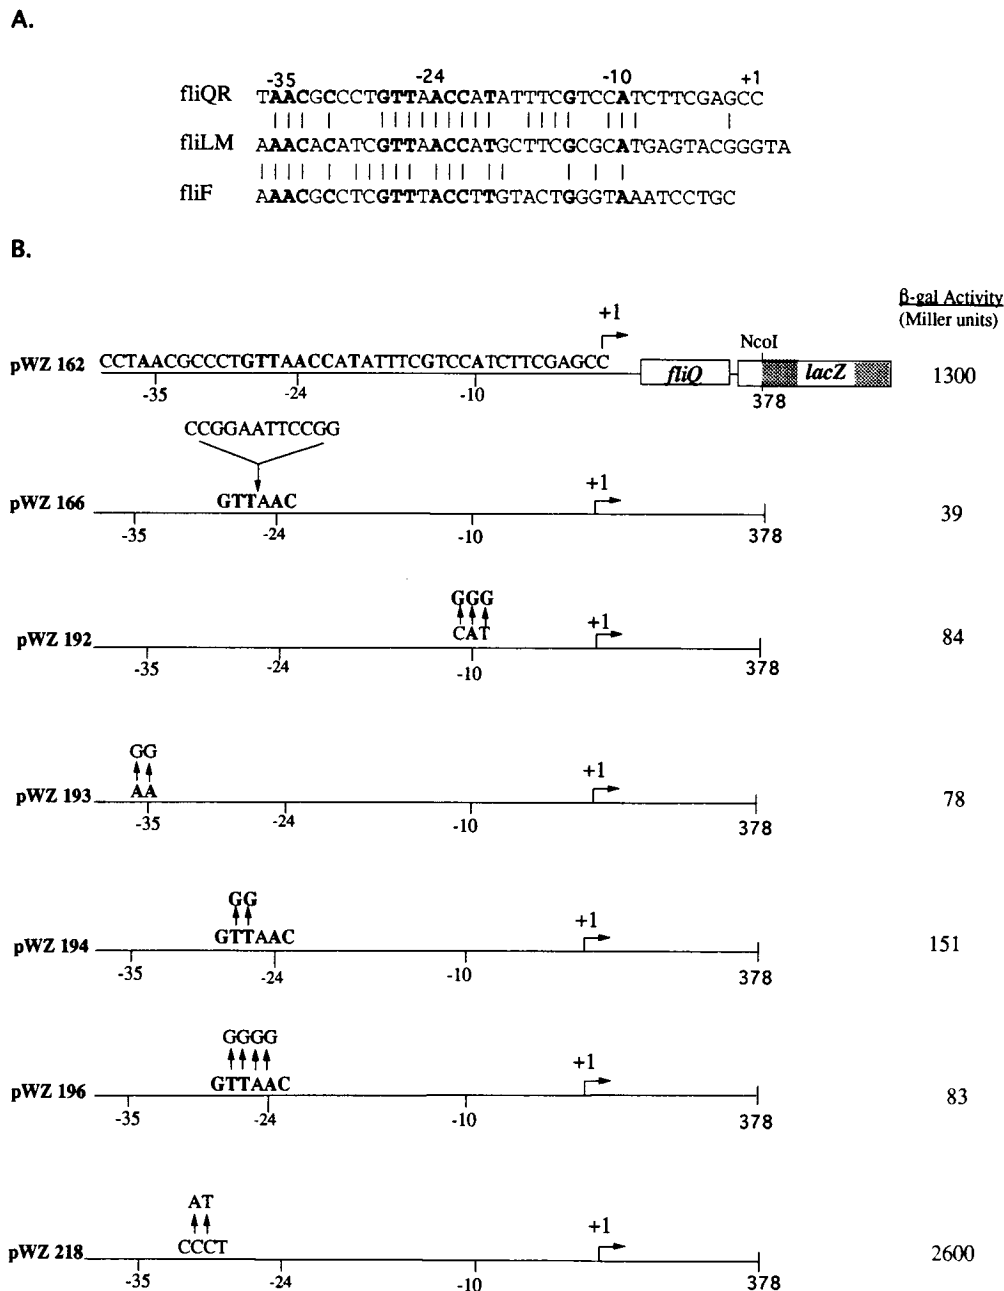 A.
-35 -24 -10 +1
fliQR TAACGCCCTGTTAACCATATTTCGTCCATCTTCGAGCC
fliLM AAACACATCGTTAACCATGCTTCGCGCATGAGTACGGGTA
fliF AAACGCCTCGTTTACCTTGTACTGGGTAAATCCTGC
B.
β-gal Activity
(Miller units)
+1
pWZ 162 CCTAACGCCCTGTTAACCATATTTCGTCCATCTTCGAGCC fliQ NcoI lacZ 1300
-35 -24 -10 378
CCGGAATTCCGG
pWZ 166 GTTAAC +1 39
-35 -24 -10 378
GGG
pWZ 192 CAT +1 84
-35 -24 -10 378
GG
pWZ 193 AA +1 78
-35 -24 -10 378
GG
pWZ 194 GTTAAC +1 151
-35 -24 -10 378
GGGG
pWZ 196 GTTAAC +1 83
-35 -24 -10 378
AT
pWZ 218 CCCT +1 2600
-35 -24 -10 378